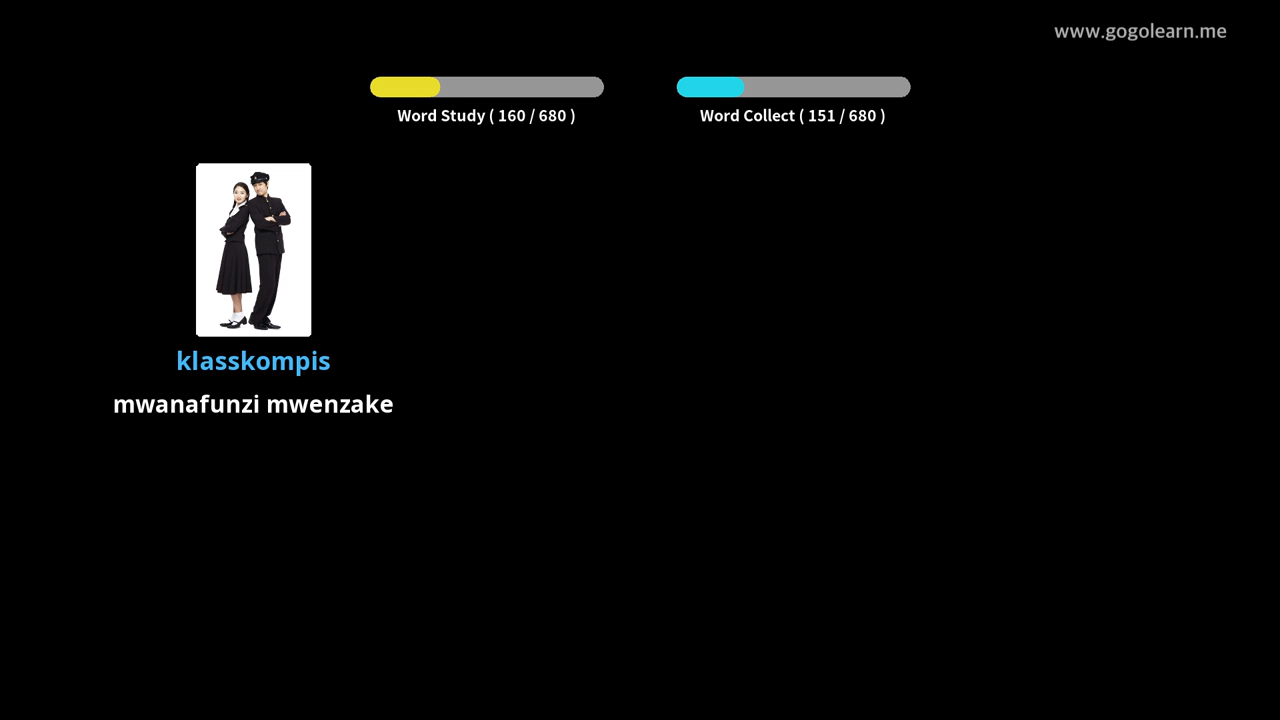 www.gogolearn.me
Word Study ( 160 / 680 )
Word Collect ( 151 / 680 )
klasskompis
mwanafunzi mwenzake